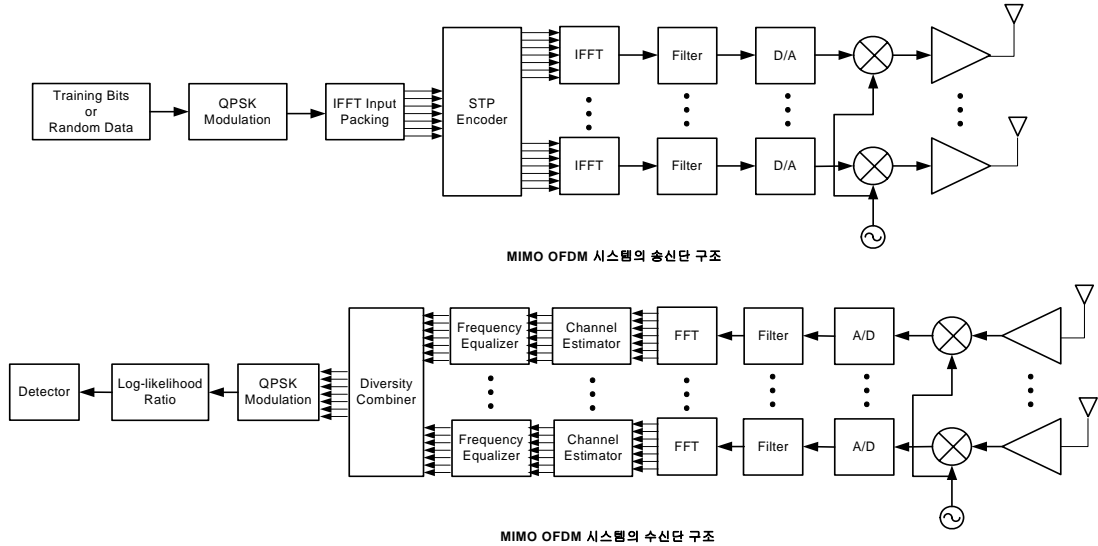 Training Bits
or
Random Data
QPSK
Modulation
IFFT Input
Packing
STP
Encoder
IFFT
Filter
D/A
IFFT
Filter
D/A
MIMO OFDM 시스템의 송신단 구조
Detector
Log-likelihood
Ratio
QPSK
Modulation
Diversity
Combiner
Frequency
Equalizer
Channel
Estimator
FFT
Filter
A/D
Frequency
Equalizer
Channel
Estimator
FFT
Filter
A/D
MIMO OFDM 시스템의 수신단 구조